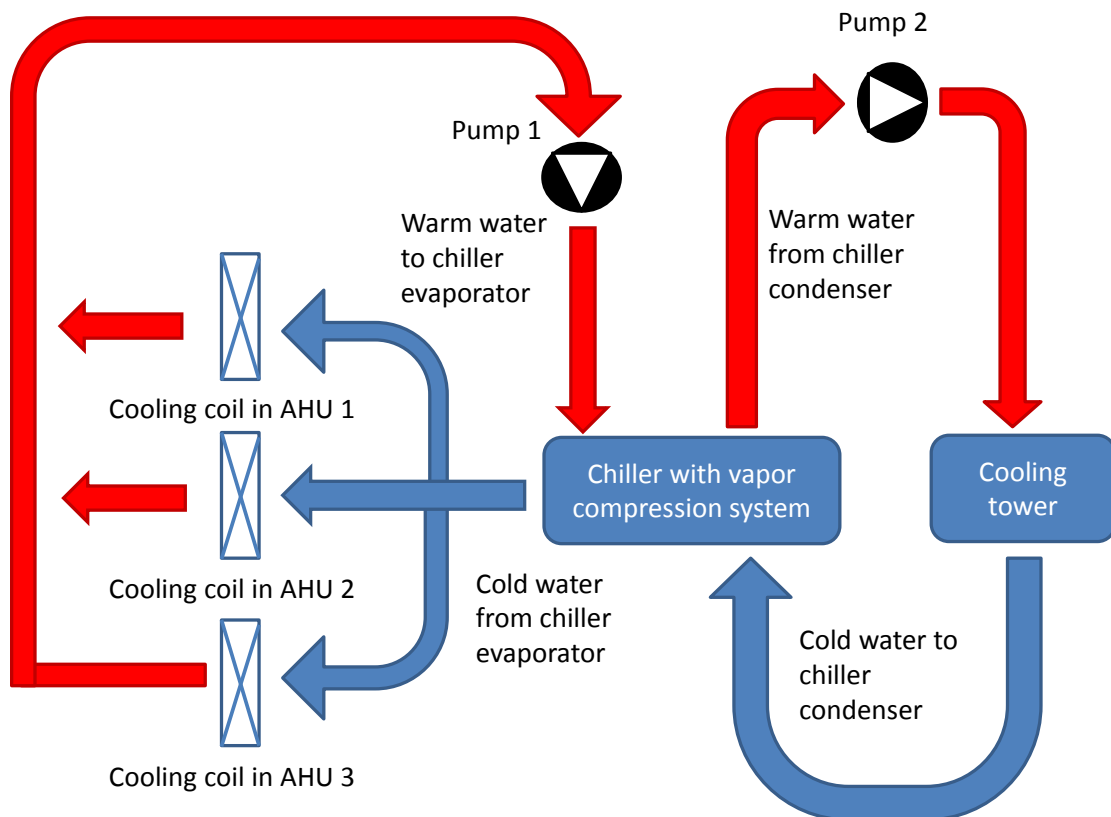 Pump 2
Pump 1
Warm water
to chiller
evaporator
Warm water
from chiller
condenser
Cooling coil in AHU 1
Chiller with vapor
compression system
Cooling
tower
Cooling coil in AHU 2
Cold water
from chiller
evaporator
Cold water to
chiller
condenser
Cooling coil in AHU 3